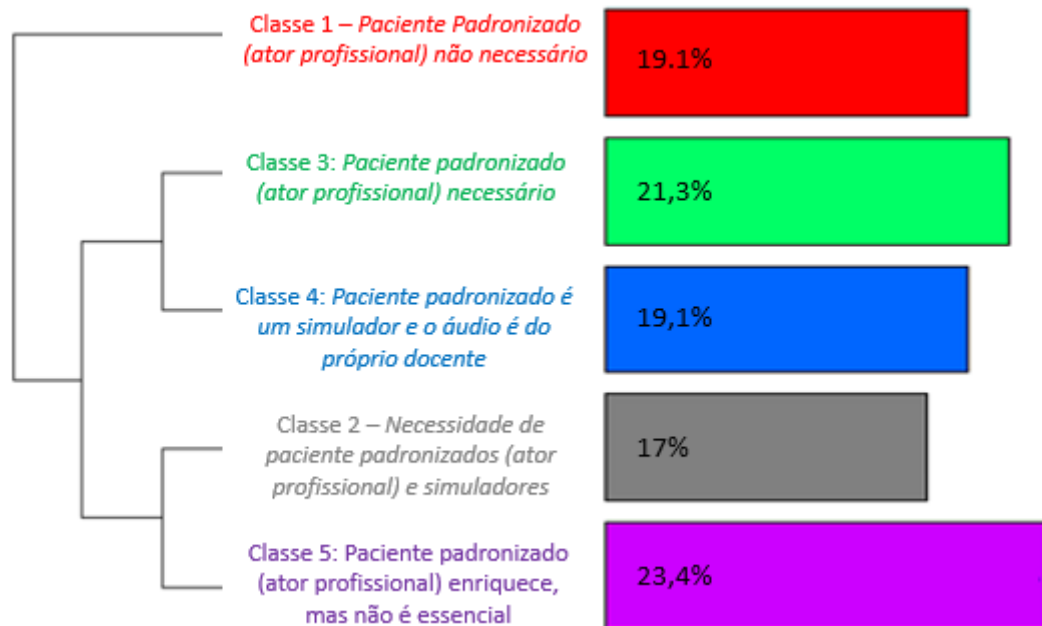 Classe 1 – Paciente Padronizado
(ator profissional) não necessário
19.1%
Classe 3: Paciente padronizado
(ator profissional) necessário
21,3%
Classe 4: Paciente padronizado é
um simulador e o áudio é do
próprio docente
19,1%
Classe 2 – Necessidade de
paciente padronizados (ator
profissional) e simuladores
17%
Classe 5: Paciente padronizado
(ator profissional) enriquece,
mas não é essencial
23,4%